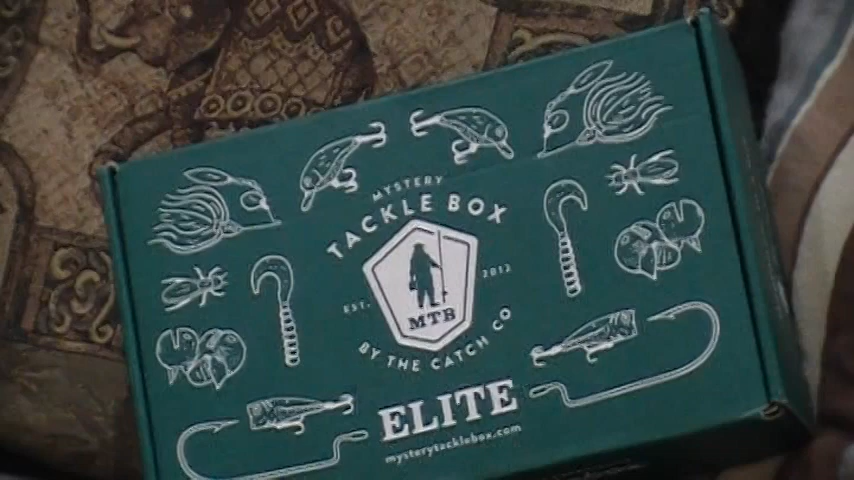 MYSTERY
TACKLE BOX
EST. 2012
MTB
BY THE CATCH CO
ELITE
mysterytacklebox.com